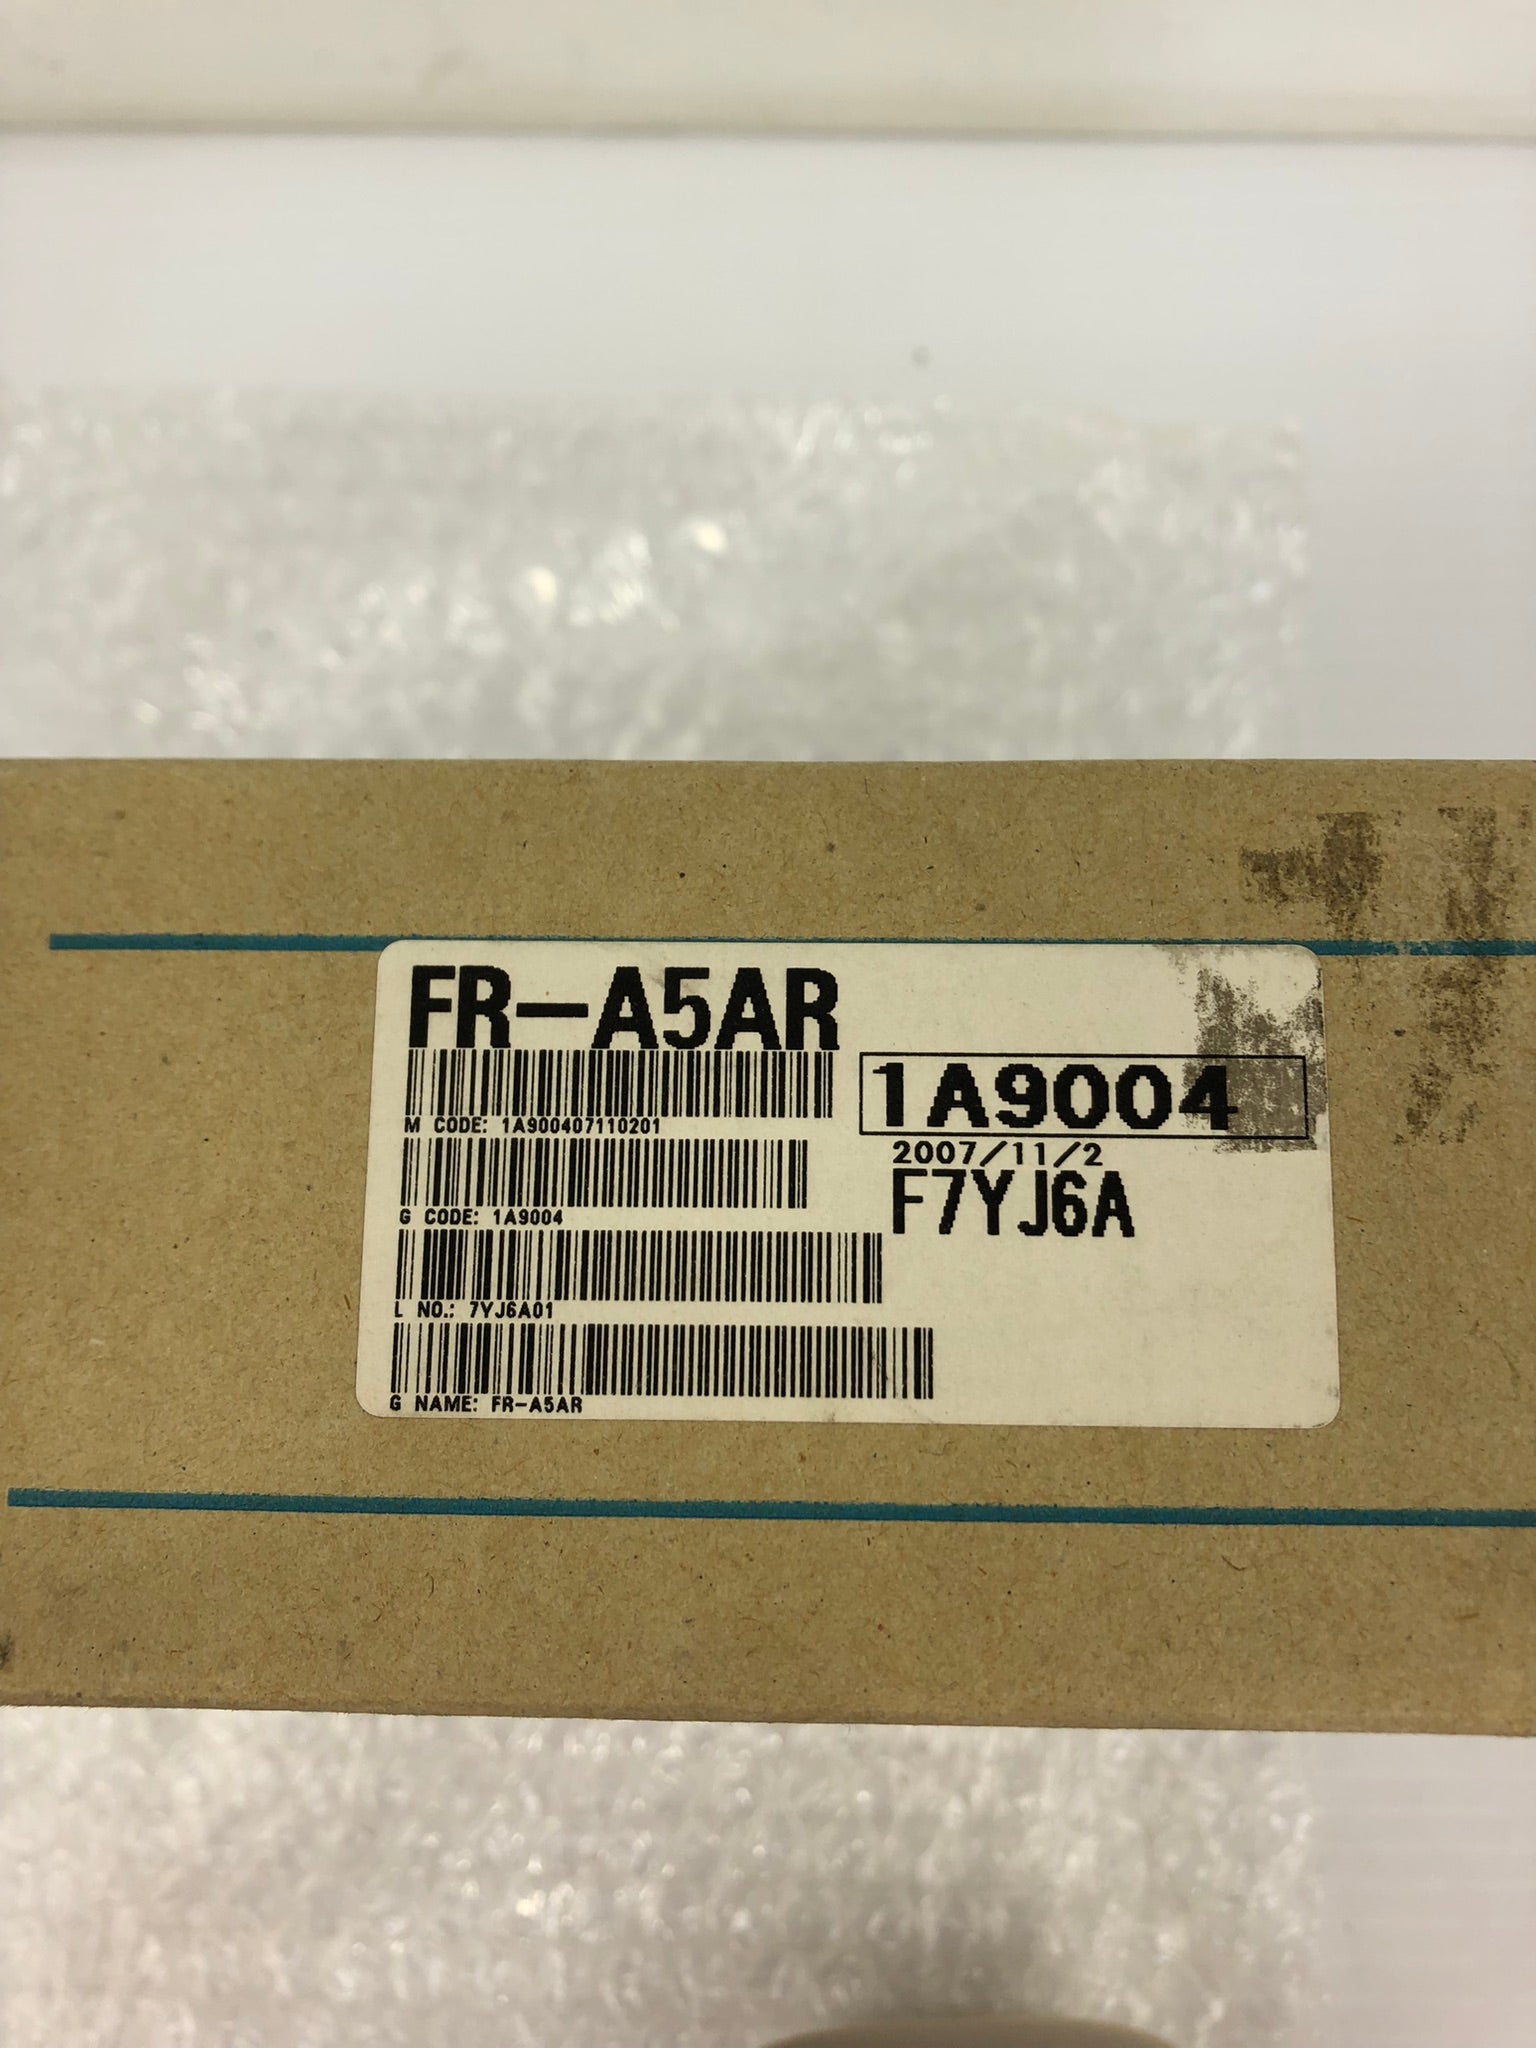 FR-A5AR
M CODE: 1A900407110201
1A9004
2007/11/2
F7YJ6A
G CODE: 1A9004
L NO.: 7YJ6A01
G NAME: FR-A5AR